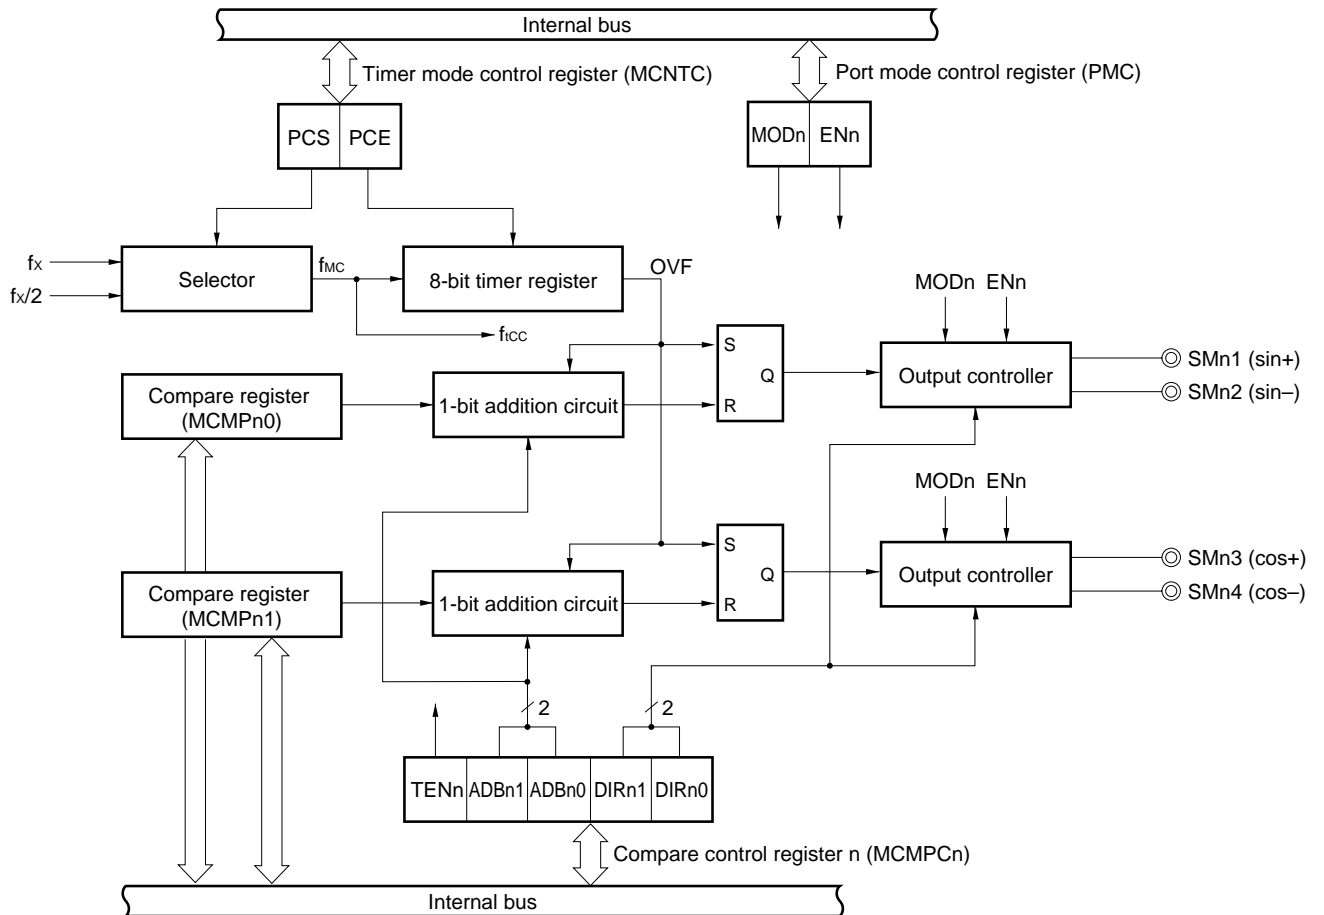 Internal bus
Timer mode control register (MCNTC)
Port mode control register (PMC)
PCS PCE
MODn ENn
fX
fX/2
Selector
fMC
8-bit timer register
OVF
ftCC
MODn ENn
S
R
Q
Output controller
SMn1 (sin+)
SMn2 (sin–)
Compare register
(MCMPn0)
1-bit addition circuit
MODn ENn
S
R
Q
Output controller
SMn3 (cos+)
SMn4 (cos–)
Compare register
(MCMPn1)
1-bit addition circuit
2
2
TENn ADBn1 ADBn0 DIRn1 DIRn0
Compare control register n (MCMPCn)
Internal bus